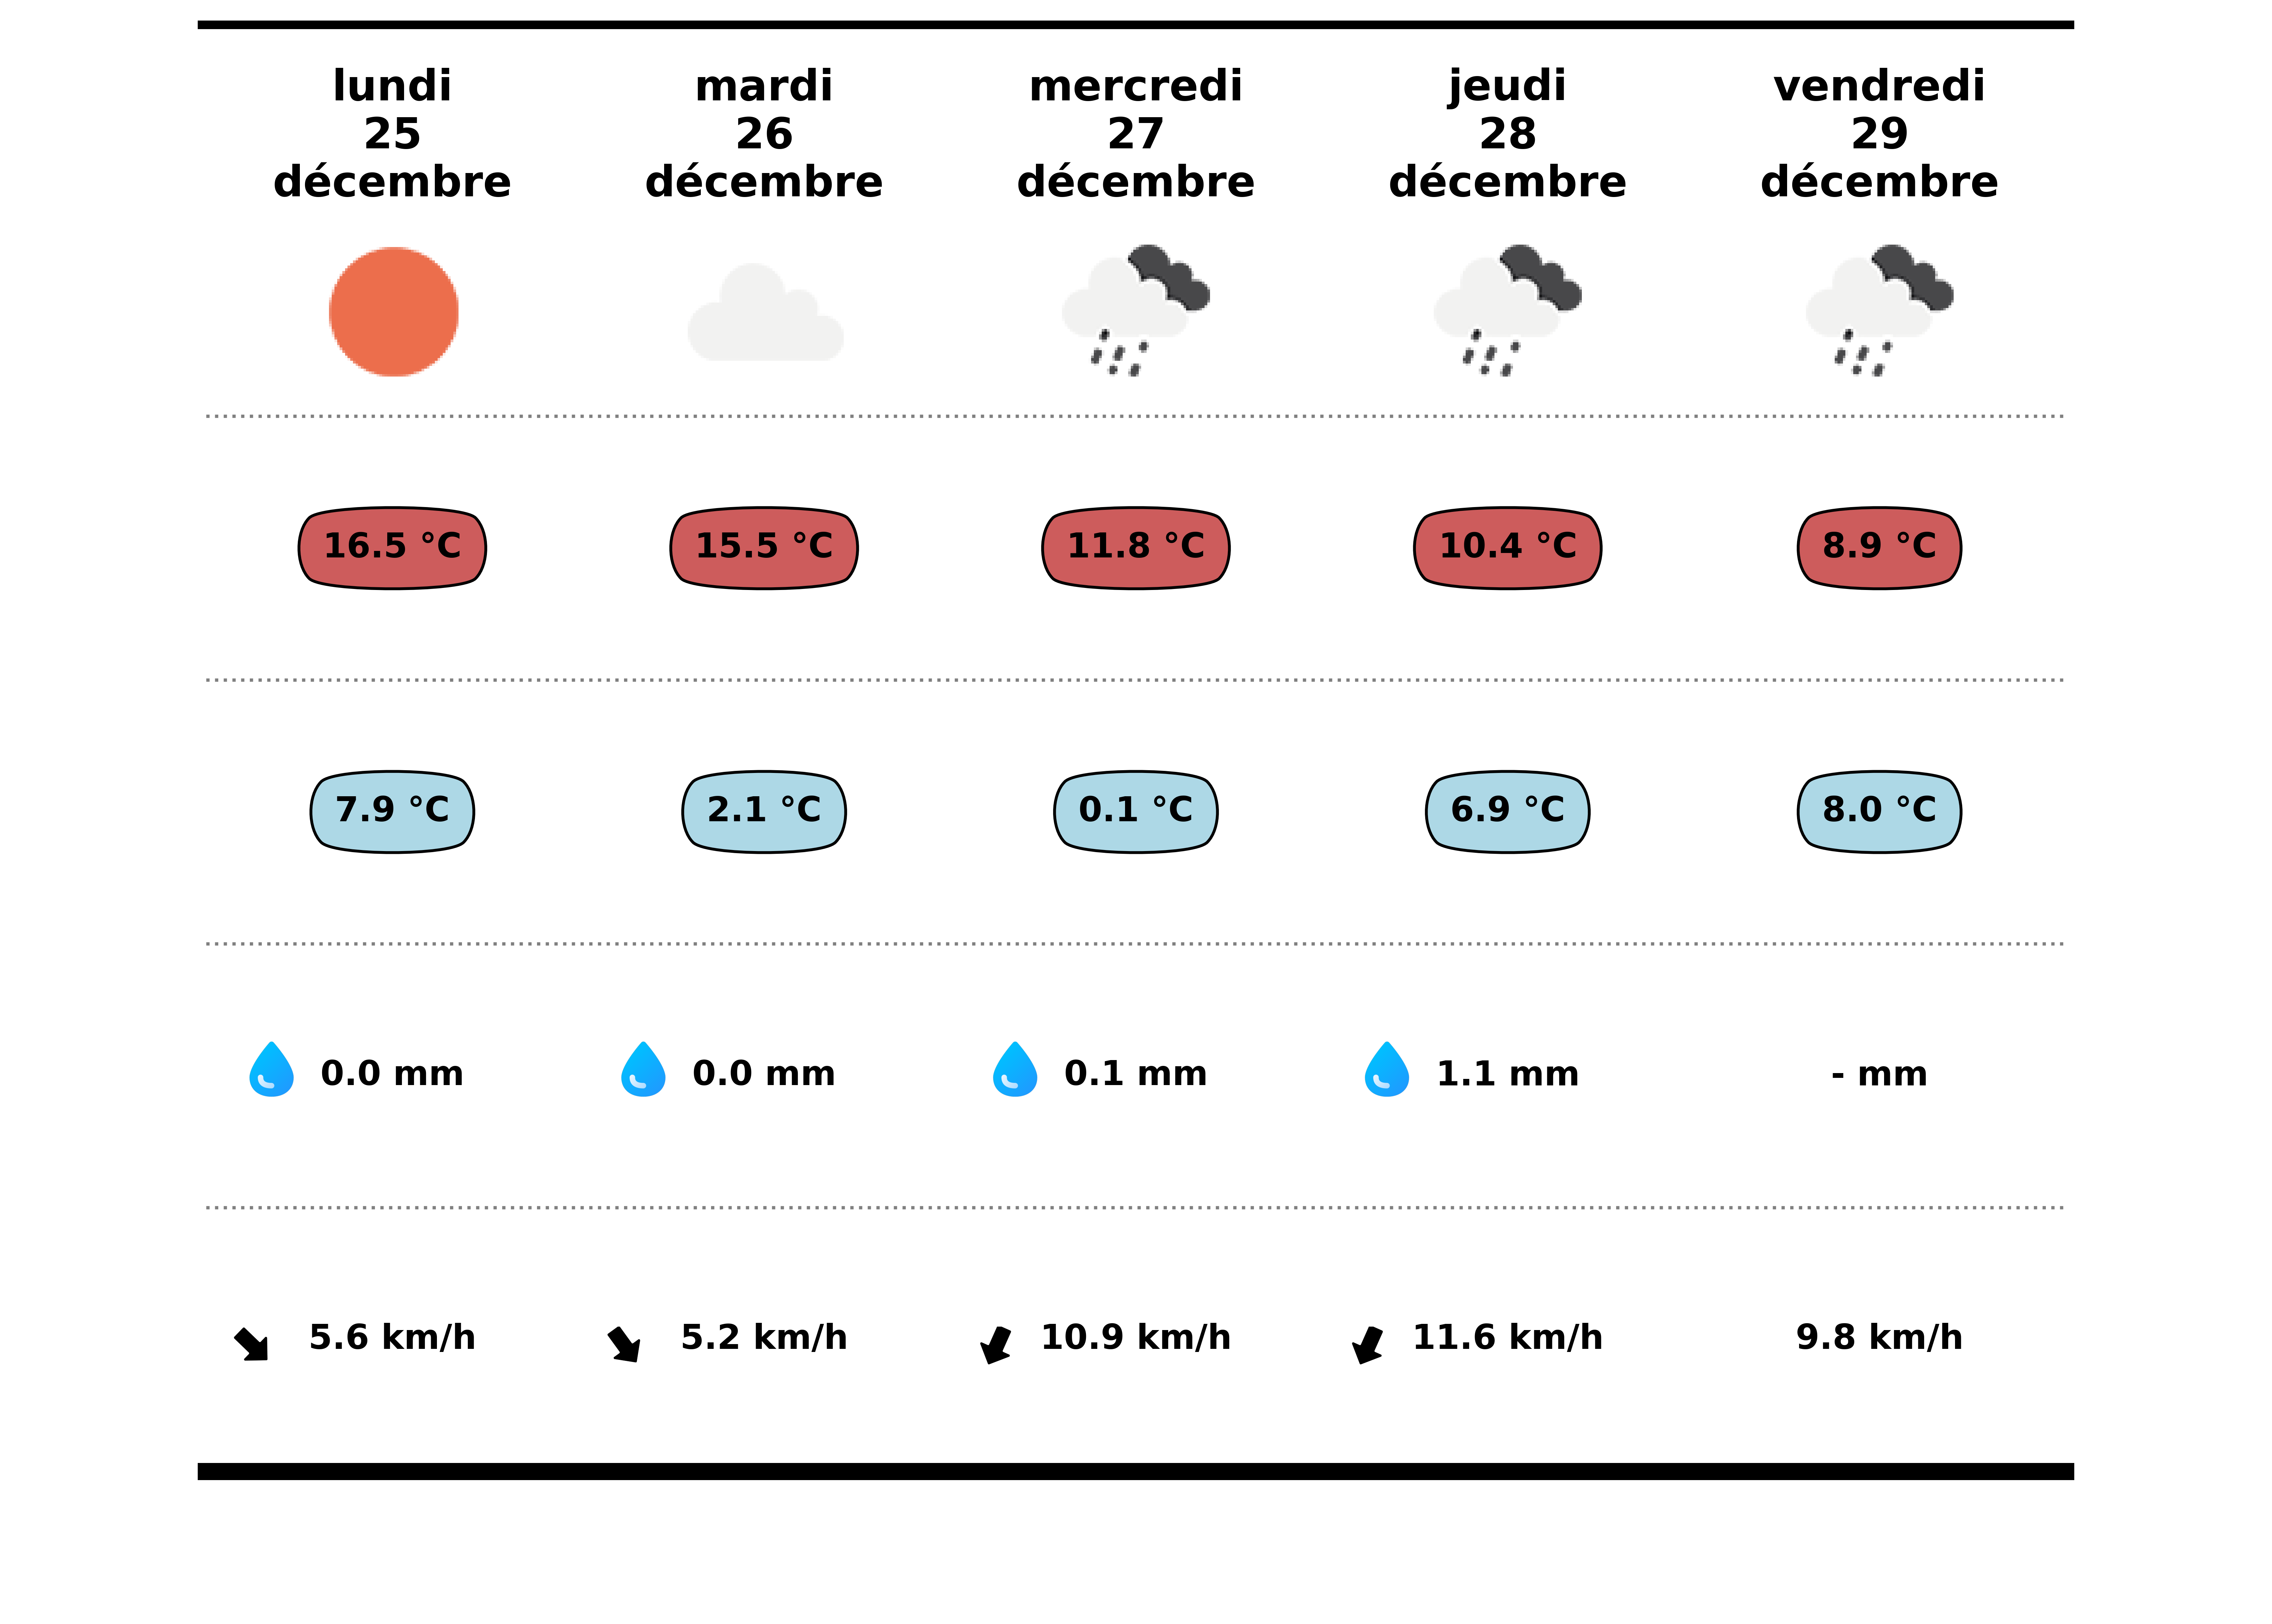 lundi
25
décembre
mardi
26
décembre
mercredi
27
décembre
jeudi
28
décembre
vendredi
29
décembre
16.5 °C
15.5 °C
11.8 °C
10.4 °C
8.9 °C
7.9 °C
2.1 °C
0.1 °C
6.9 °C
8.0 °C
0.0 mm
0.0 mm
0.1 mm
1.1 mm
- mm
5.6 km/h
5.2 km/h
10.9 km/h
11.6 km/h
9.8 km/h